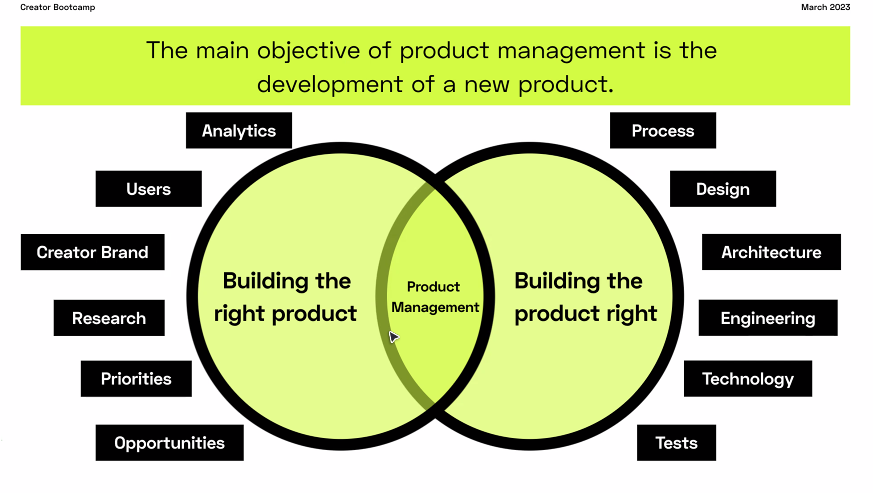 Creator Bootcamp
March 2023
The main objective of product management is the
development of a new product.
Analytics
Process
Users
Design
Creator Brand
Architecture
Building the
right product
Product
Management
Building the
product right
Research
Engineering
Priorities
Technology
Opportunities
Tests